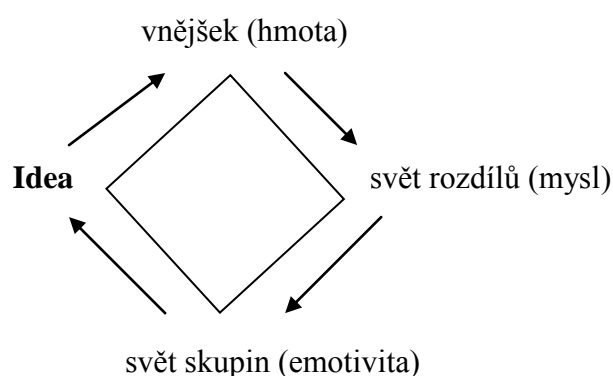 vnějšek (hmota)
Idea
svět rozdílů (mysl)
svět skupin (emotivita)